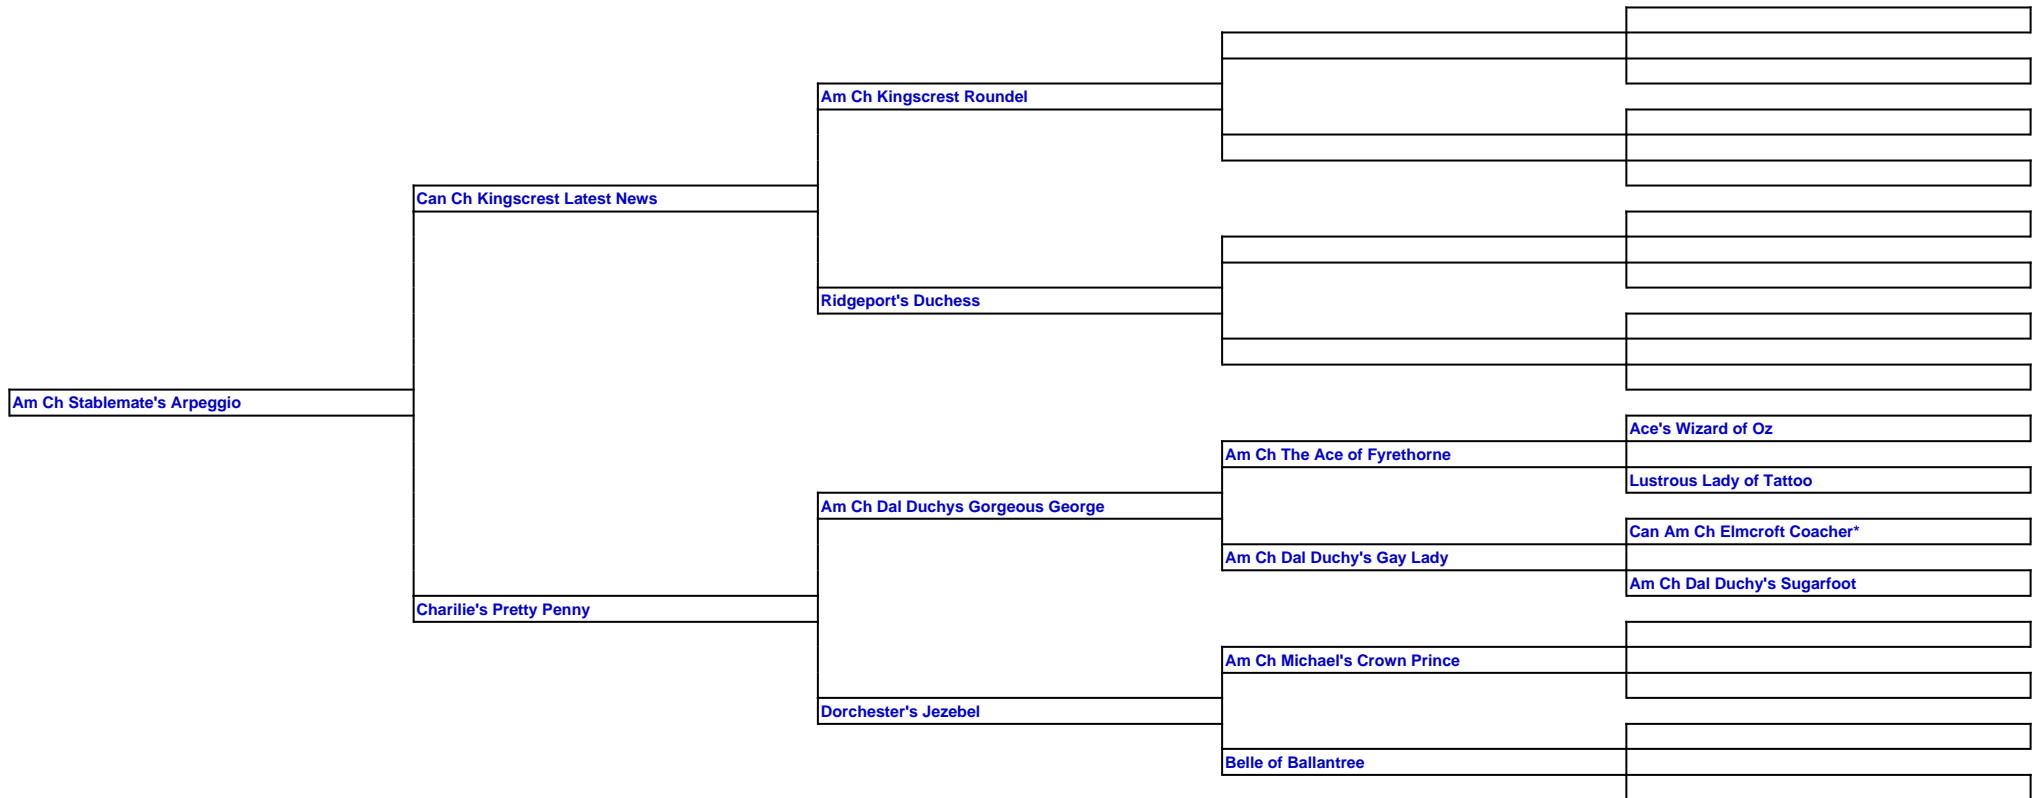 Am Ch Kingscrest Roundel
Can Ch Kingscrest Latest News
Ridgeport's Duchess
Am Ch Stablemate's Arpeggio
Ace's Wizard of Oz
Am Ch The Ace of Fyrethorne
Lustrous Lady of Tattoo
Am Ch Dal Duchys Gorgeous George
Can Am Ch Elmcroft Coacher*
Am Ch Dal Duchy's Gay Lady
Am Ch Dal Duchy's Sugarfoot
Charilie's Pretty Penny
Am Ch Michael's Crown Prince
Dorchester's Jezebel
Belle of Ballantree